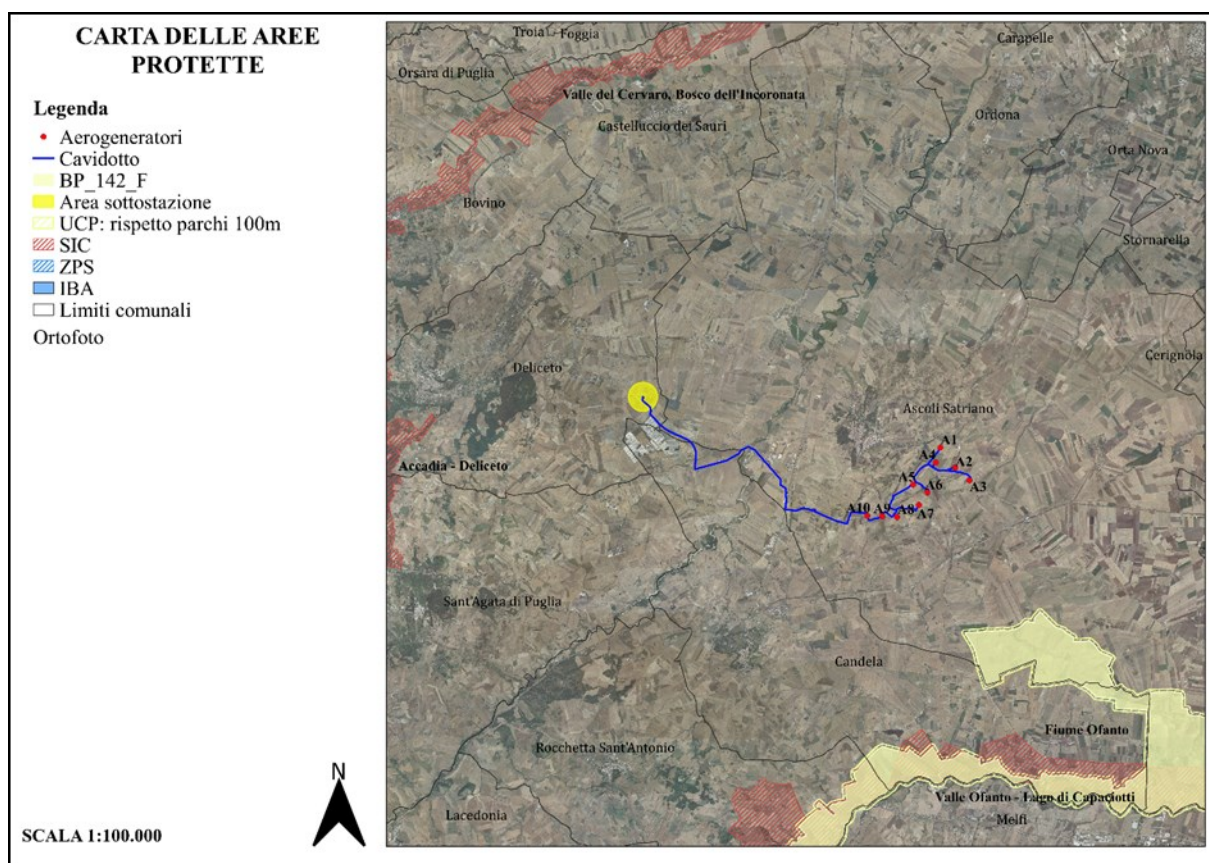 CARTA DELLE AREE
PROTETTE
Legenda
Aerogeneratori
Cavidotto
BP_142_F
Area sottostazione
UCP: rispetto parchi 100m
SIC
ZPS
IBA
Limiti comunali
Ortofoto
N
SCALA 1:100.000
Troia - Foggia
Carapelle
Orsara di Puglia
Valle del Cervaro, Bosco dell'Incoronata
Castelluccio dei Sauri
Ordona
Orta Nova
Bovino
Stornarella
Cerignola
Deliceto
Ascoli Satriano
A1
A4
A2
Accadia - Deliceto
A5
A6
A3
A10
A9
A8
A7
Sant'Agata di Puglia
Candela
Fiume Ofanto
Rocchetta Sant'Antonio
Valle Ofanto - Lago di Capaciotti
Lacedonia
Melfi